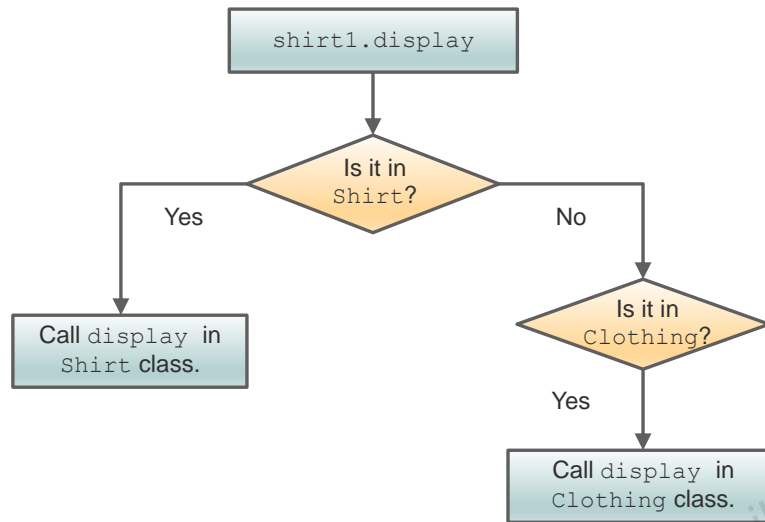 shirt1.display
Is it in
Shirt?
Yes
No
Call display in
Shirt class.
Is it in
Clothing?
Yes
Call display in
Clothing class.